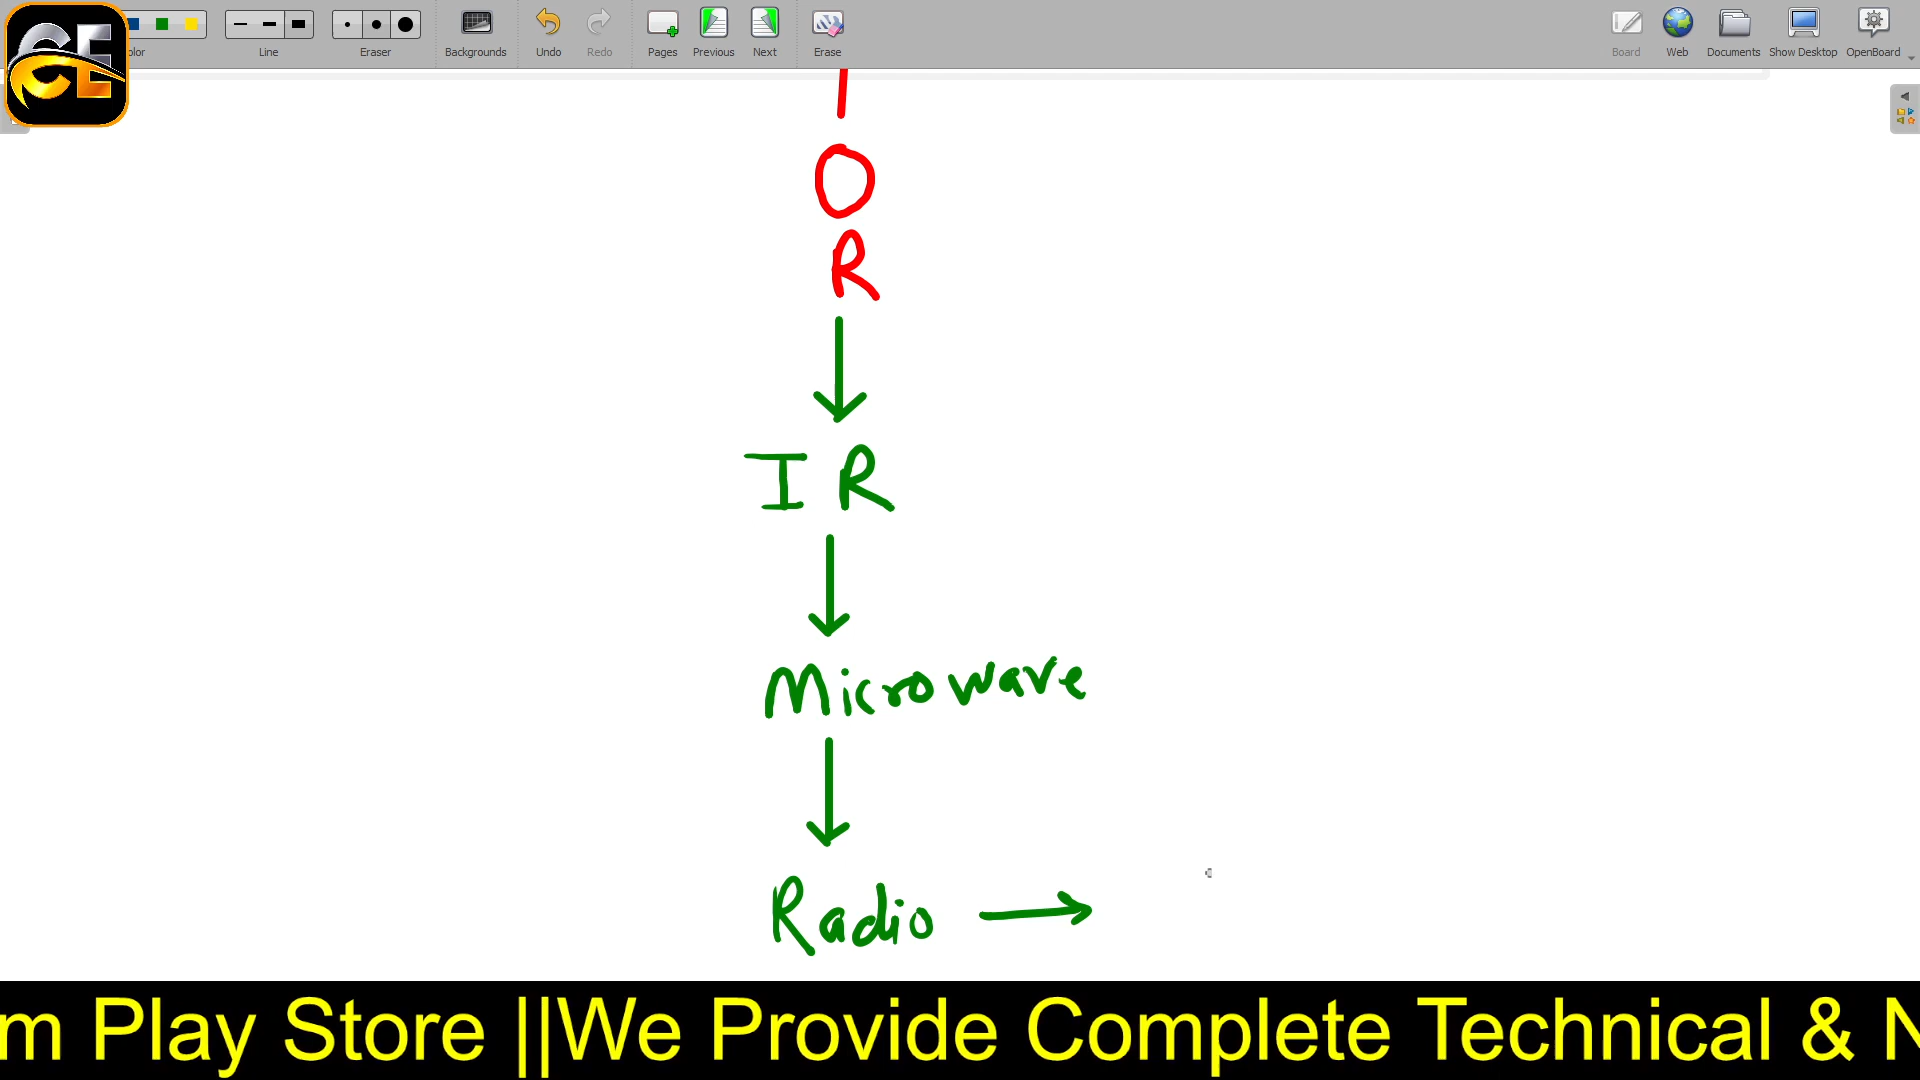 CE
olor
Line
Eraser
Backgrounds
Undo
Redo
Pages
Previous
Next
Erase
Board
Web
Documents
Show Desktop
OpenBoard
O
R
I R
Microwave
Radio
m Play Store ||We Provide Complete Technical & N